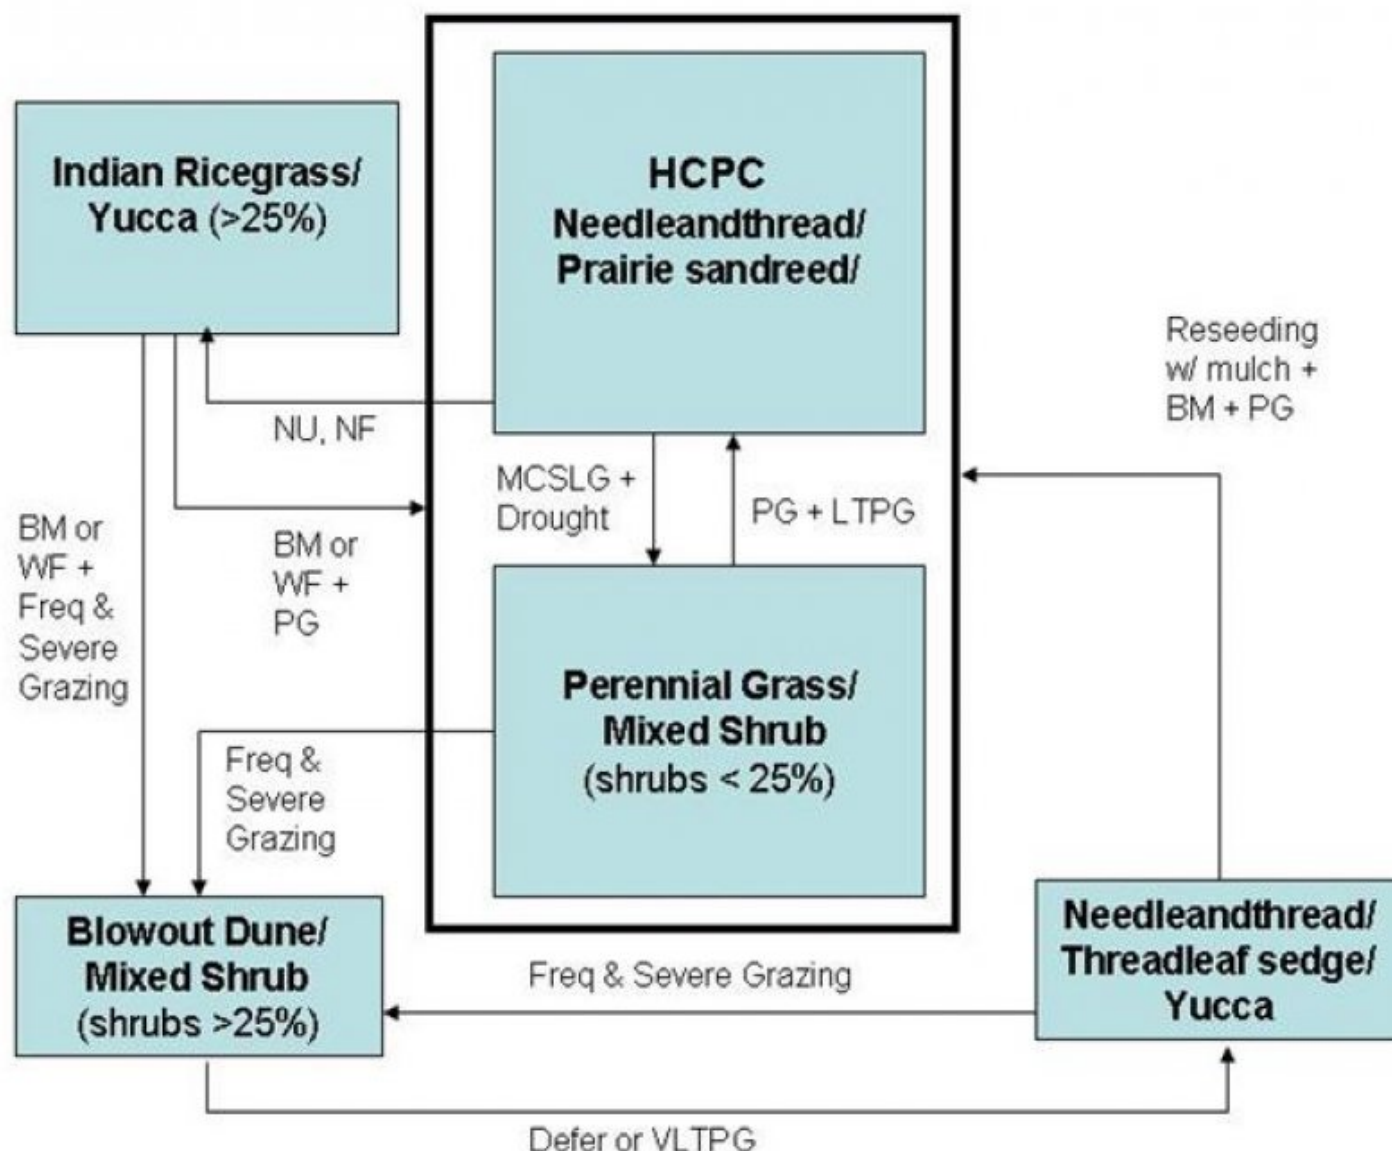 Indian Ricegrass/
Yucca (>25%)
HCPC
Needleandthread/
Prairie sandreed/
Reseeding
w/ mulch +
BM + PG
NU, NF
MCSLG +
Drought
PG + LTPG
BM or
WF +
Freq &
Severe
Grazing
BM or
WF +
PG
Perennial Grass/
Mixed Shrub
(shrubs < 25%)
Freq &
Severe
Grazing
Blowout Dune/
Mixed Shrub
(shrubs >25%)
Freq & Severe Grazing
Needleandthread/
Threadleaf sedge/
Yucca
Defer or VLTPG